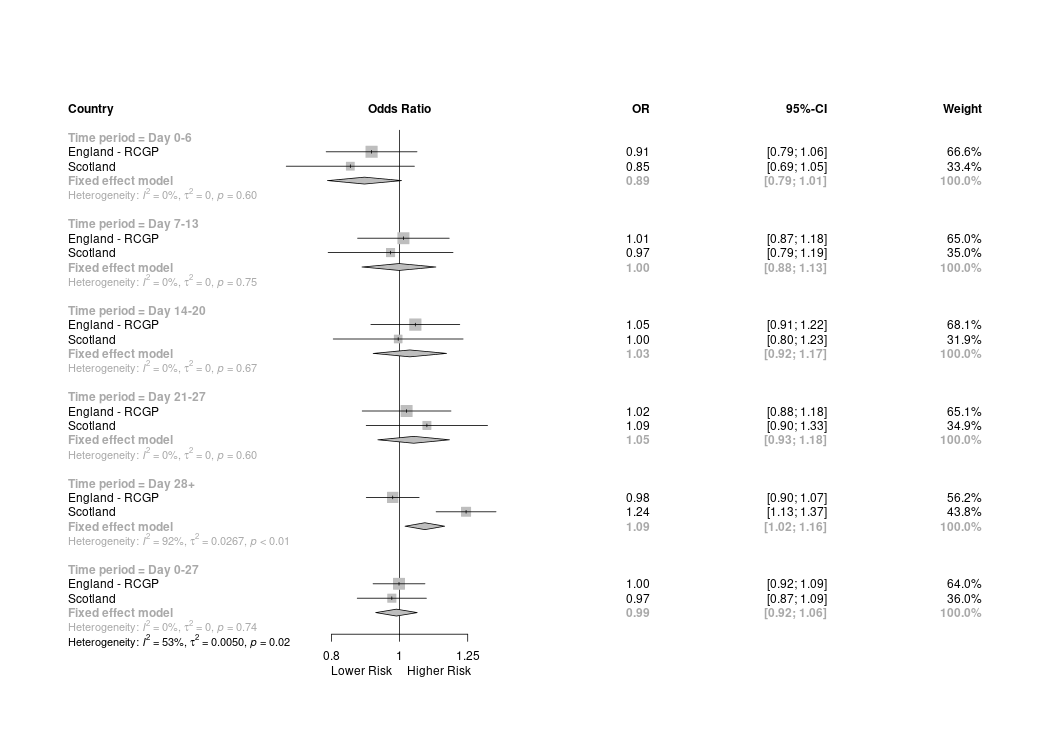 Country Odds Ratio OR 95%-CI Weight
Time period = Day 0-6
England - RCGP 0.91 [0.79; 1.06] 66.6%
Scotland 0.85 [0.69; 1.05] 33.4%
Fixed effect model 0.89 [0.79; 1.01] 100.0%
Heterogeneity: I² = 0%, τ² = 0, p = 0.60
Time period = Day 7-13
England - RCGP 1.01 [0.87; 1.18] 65.0%
Scotland 0.97 [0.79; 1.19] 35.0%
Fixed effect model 1.00 [0.88; 1.13] 100.0%
Heterogeneity: I² = 0%, τ² = 0, p = 0.75
Time period = Day 14-20
England - RCGP 1.05 [0.91; 1.22] 68.1%
Scotland 1.00 [0.80; 1.23] 31.9%
Fixed effect model 1.03 [0.92; 1.17] 100.0%
Heterogeneity: I² = 0%, τ² = 0, p = 0.67
Time period = Day 21-27
England - RCGP 1.02 [0.88; 1.18] 65.1%
Scotland 1.09 [0.90; 1.33] 34.9%
Fixed effect model 1.05 [0.93; 1.18] 100.0%
Heterogeneity: I² = 0%, τ² = 0, p = 0.60
Time period = Day 28+
England - RCGP 0.98 [0.90; 1.07] 56.2%
Scotland 1.24 [1.13; 1.37] 43.8%
Fixed effect model 1.09 [1.02; 1.16] 100.0%
Heterogeneity: I² = 92%, τ² = 0.0267, p < 0.01
Time period = Day 0-27
England - RCGP 1.00 [0.92; 1.09] 64.0%
Scotland 0.97 [0.87; 1.09] 36.0%
Fixed effect model 0.99 [0.92; 1.06] 100.0%
Heterogeneity: I² = 0%, τ² = 0, p = 0.74
Heterogeneity: I² = 53%, τ² = 0.0050, p = 0.02
0.8 1 1.25
Lower Risk Higher Risk